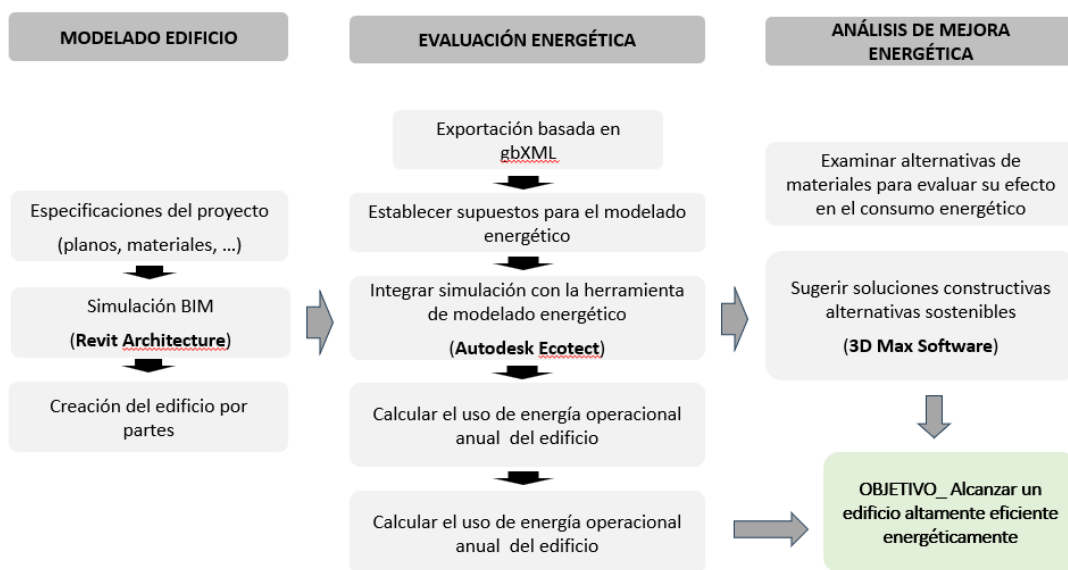 MODELADO EDIFICIO
Especificaciones del proyecto
(planos, materiales, ...)
Simulación BIM
(Revit Architecture)
Creación del edificio por
partes
EVALUACIÓN ENERGÉTICA
Exportación basada en
gbXML
Establecer supuestos para el modelado
energético
Integrar simulación con la herramienta
de modelado energético
(Autodesk Ecotect)
Calcular el uso de energía operacional
anual del edificio
Calcular el uso de energía operacional
anual del edificio
ANÁLISIS DE MEJORA
ENERGÉTICA
Examinar alternativas de
materiales para evaluar su efecto
en el consumo energético
Sugerir soluciones constructivas
alternativas sostenibles
(3D Max Software)
OBJETIVO_ Alcanzar un
edificio altamente eficiente
energéticamente